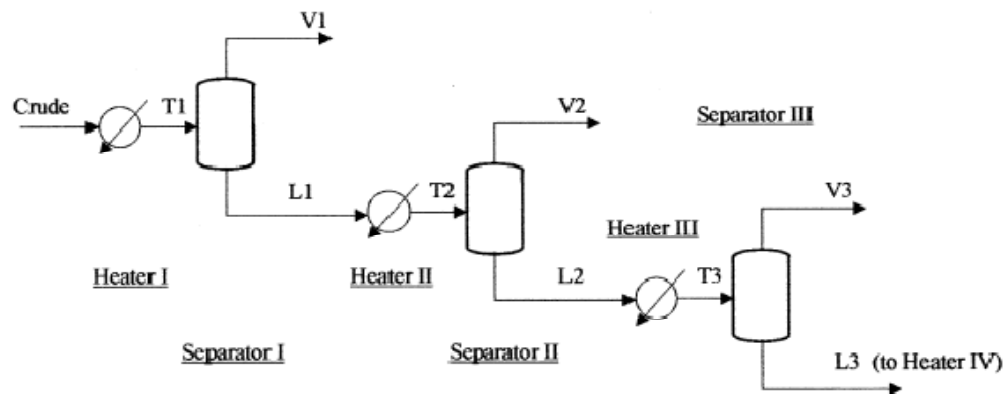 V1
Crude
T1
V2
Separator III
L1
T2
V3
Heater III
Heater I
Heater II
L2
T3
Separator I
Separator II
L3 (to Heater IV)